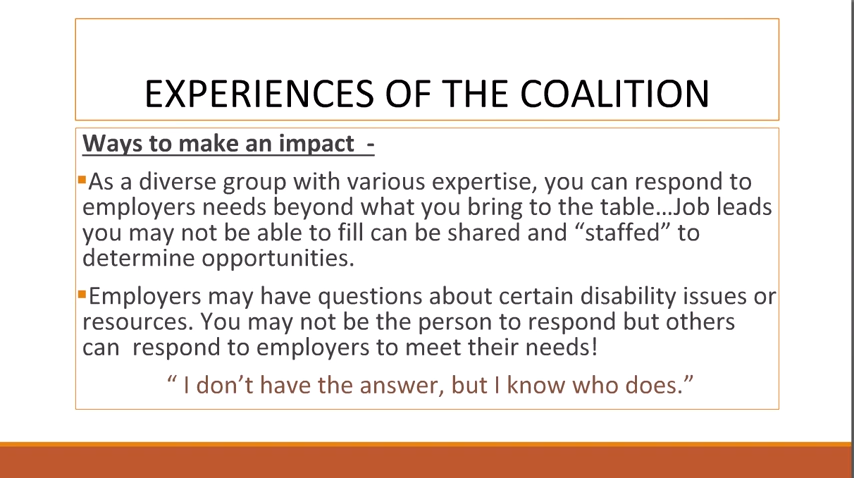 EXPERIENCES OF THE COALITION
Ways to make an impact -
▪As a diverse group with various expertise, you can respond to
employers needs beyond what you bring to the table…Job leads
you may not be able to fill can be shared and “staffed” to
determine opportunities.
▪Employers may have questions about certain disability issues or
resources. You may not be the person to respond but others
can  respond to employers to meet their needs!
“ I don’t have the answer, but I know who does.”